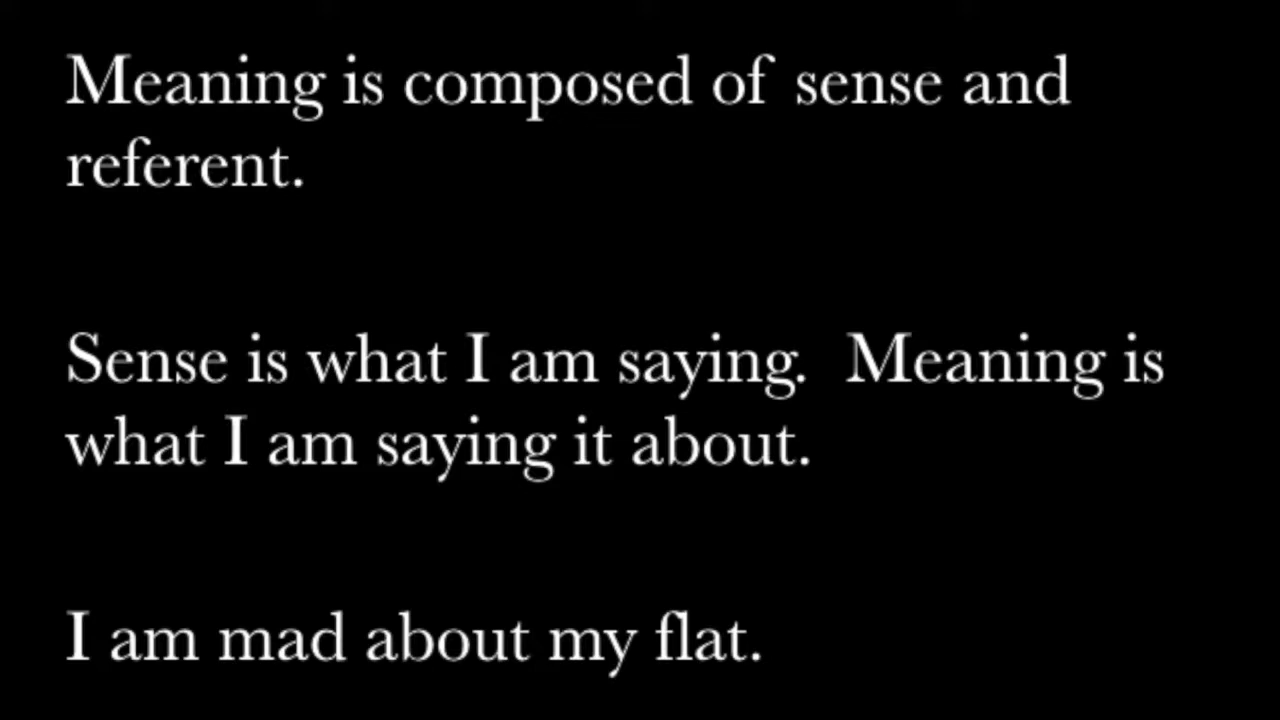 Meaning is composed of sense and
referent.
Sense is what I am saying.  Meaning is
what I am saying it about.
I am mad about my flat.